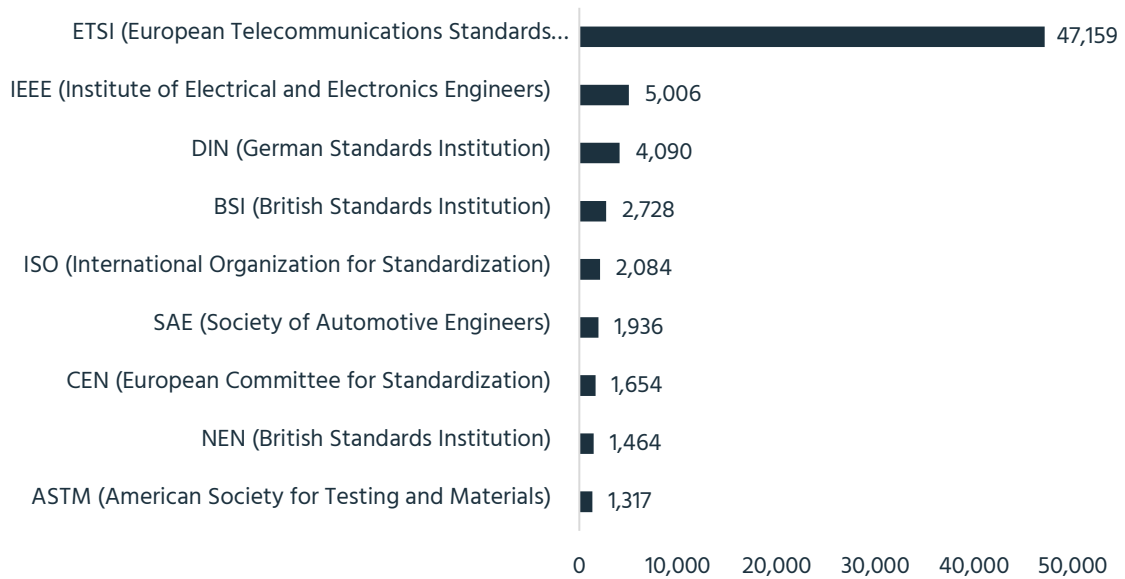 ETSI (European Telecommunications Standards... 47,159
IEEE (Institute of Electrical and Electronics Engineers) 5,006
DIN (German Standards Institution) 4,090
BSI (British Standards Institution) 2,728
ISO (International Organization for Standardization) 2,084
SAE (Society of Automotive Engineers) 1,936
CEN (European Committee for Standardization) 1,654
NEN (British Standards Institution) 1,464
ASTM (American Society for Testing and Materials) 1,317
0 10,000 20,000 30,000 40,000 50,000